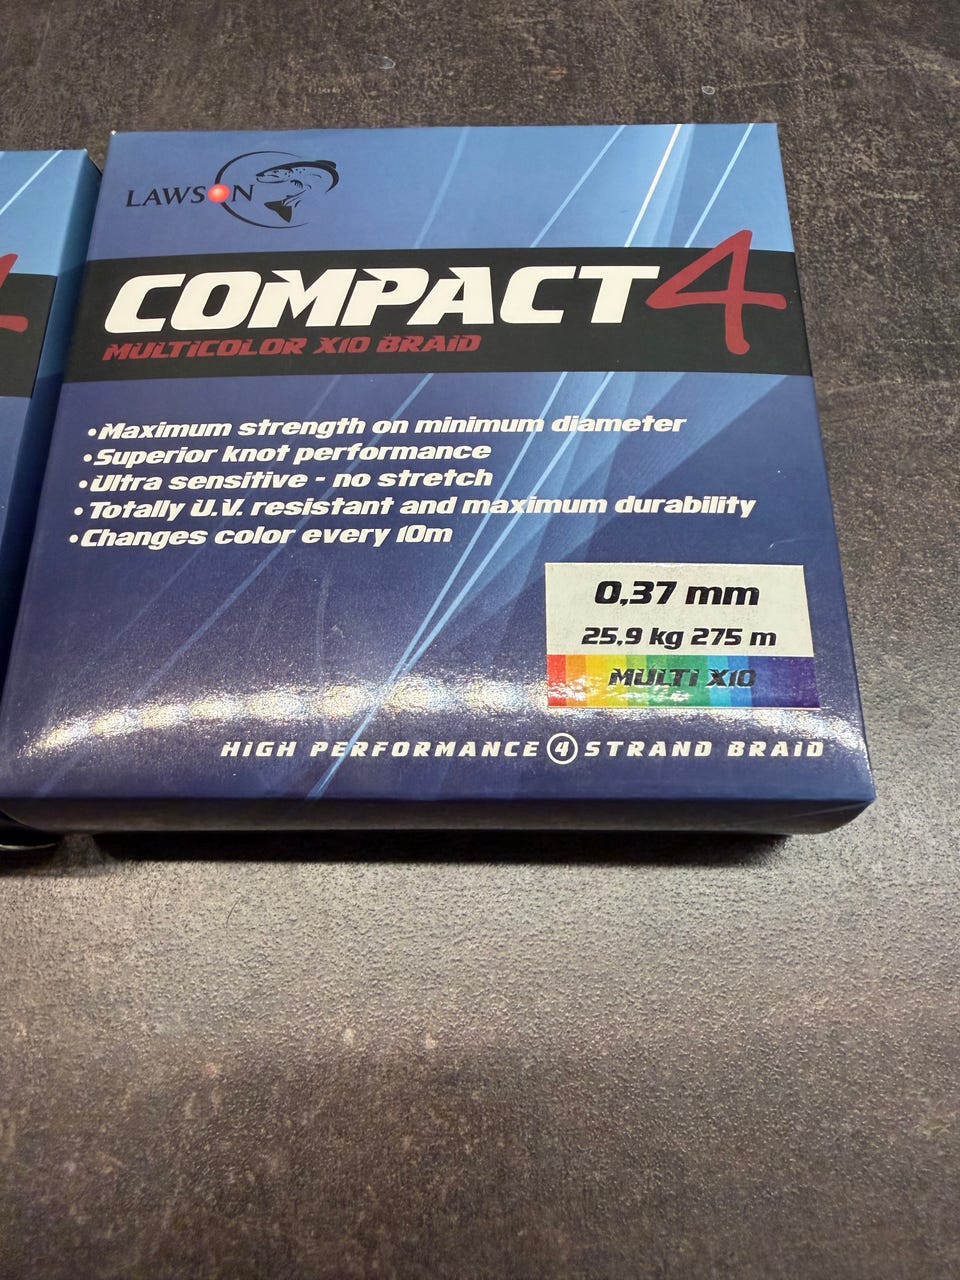 LAWSON
COMPACT4
MULTICOLOR X10 BRAID
•Maximum strength on minimum diameter
•Superior knot performance
•Ultra sensitive - no stretch
•Totally U.V. resistant and maximum durability
•Changes color every 10m
0,37 mm
25,9 kg 275 m
MULTI X10
HIGH PERFORMANCE 4 STRAND BRAID
4